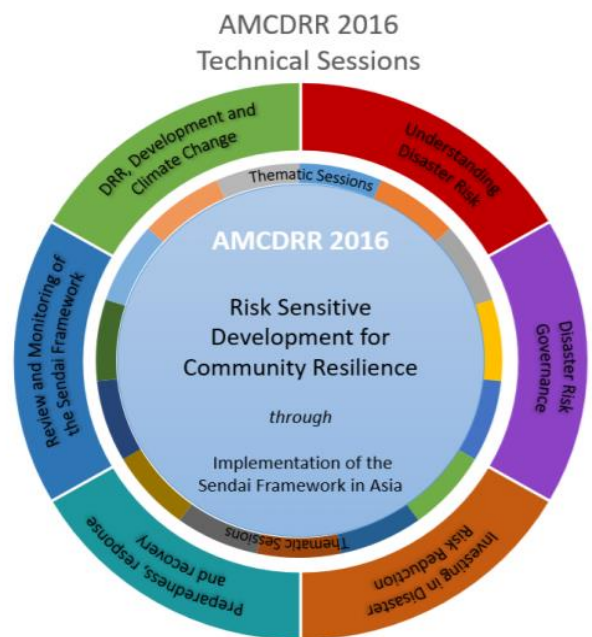 AMCDRR 2016
Technical Sessions
Understanding
Disaster Risk
Disaster Risk
Governance
Investing in Disaster
Risk Reduction
Preparedness, response
and recovery
Review and Monitoring of
the Sendai Framework
DRR, Development and
Climate Change
Thematic Sessions
AMCDRR 2016
Risk Sensitive
Development for
Community Resilience
through
Implementation of the
Sendai Framework in Asia
Thematic Sessions